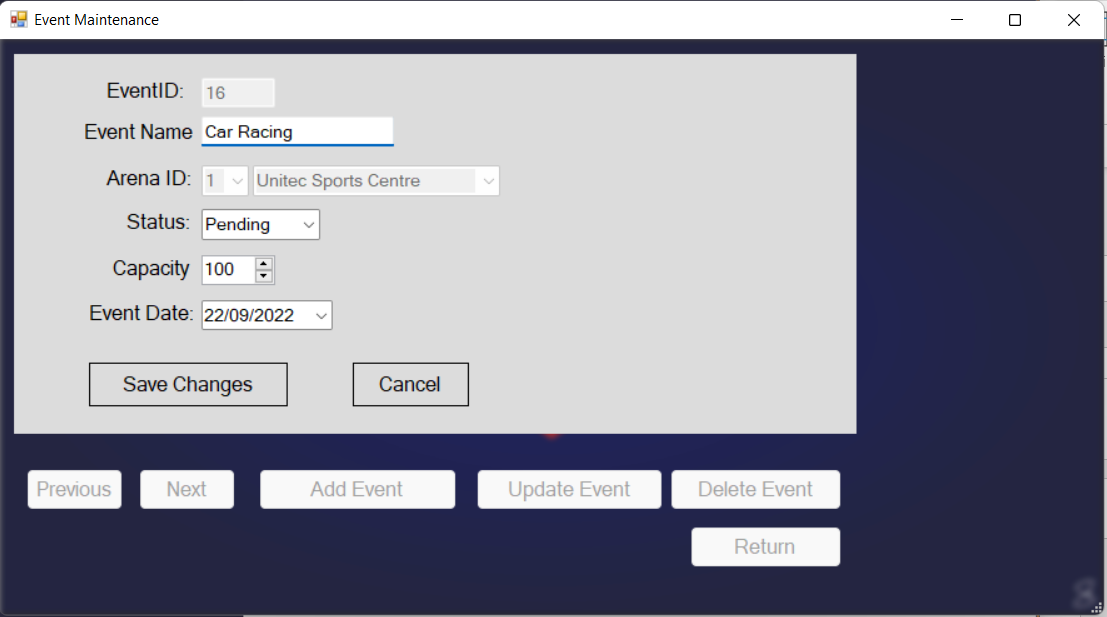 Event Maintenance
EventID: 16
Event Name Car Racing
Arena ID: 1 Unitec Sports Centre
Status: Pending
Capacity 100
Event Date: 22/09/2022
Save Changes Cancel
Previous Next Add Event Update Event Delete Event
Return